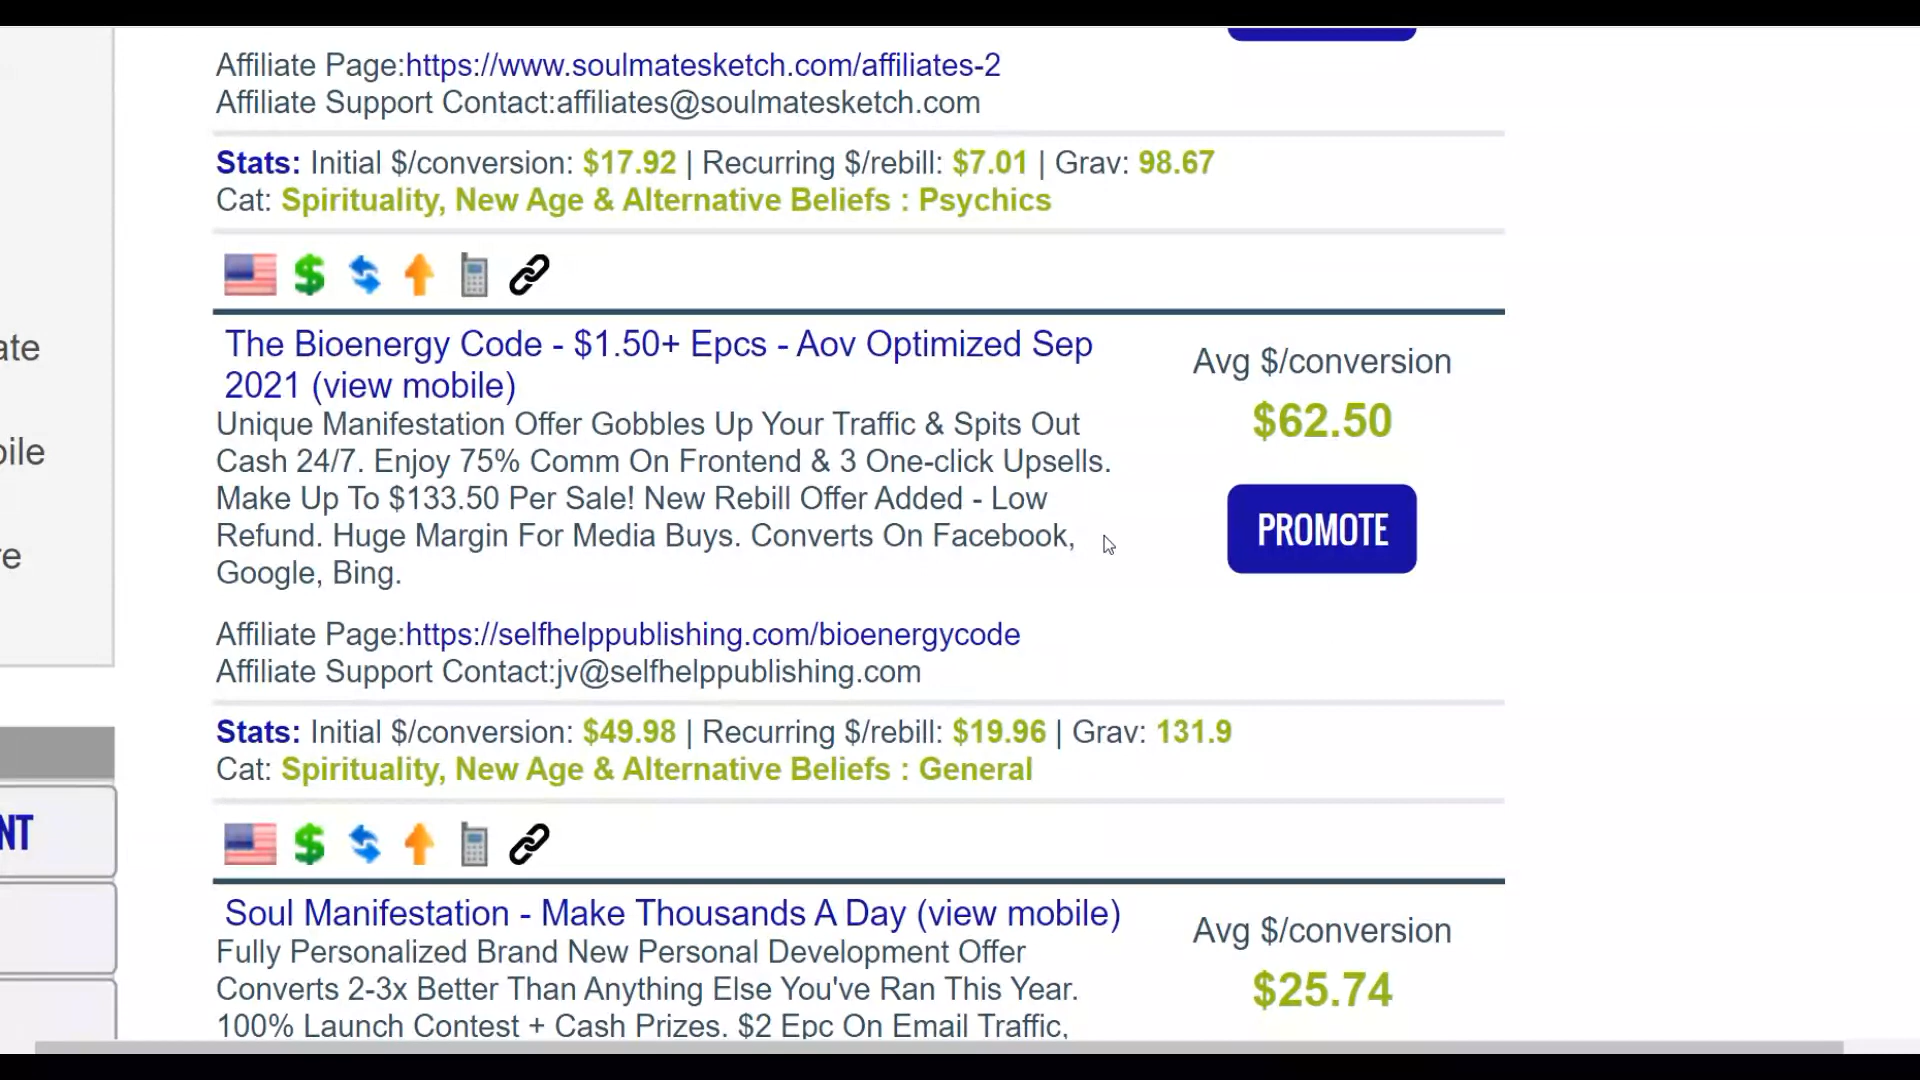 Affiliate Page:https://www.soulmatesketch.com/affiliates-2
Affiliate Support Contact:affiliates@soulmatesketch.com
Stats: Initial $/conversion: $17.92 | Recurring $/rebill: $7.01 | Grav: 98.67
Cat: Spirituality, New Age & Alternative Beliefs : Psychics
The Bioenergy Code - $1.50+ Epcs - Aov Optimized Sep
2021 (view mobile)
Unique Manifestation Offer Gobbles Up Your Traffic & Spits Out
Cash 24/7. Enjoy 75% Comm On Frontend & 3 One-click Upsells.
Make Up To $133.50 Per Sale! New Rebill Offer Added - Low
Refund. Huge Margin For Media Buys. Converts On Facebook,
Google, Bing.
Avg $/conversion
$62.50
PROMOTE
Affiliate Page:https://selfhelppublishing.com/bioenergycode
Affiliate Support Contact:jv@selfhelppublishing.com
Stats: Initial $/conversion: $49.98 | Recurring $/rebill: $19.96 | Grav: 131.9
Cat: Spirituality, New Age & Alternative Beliefs : General
Soul Manifestation - Make Thousands A Day (view mobile)
Fully Personalized Brand New Personal Development Offer
Converts 2-3x Better Than Anything Else You've Ran This Year.
100% Launch Contest + Cash Prizes. $2 Epc On Email Traffic,
Avg $/conversion
$25.74